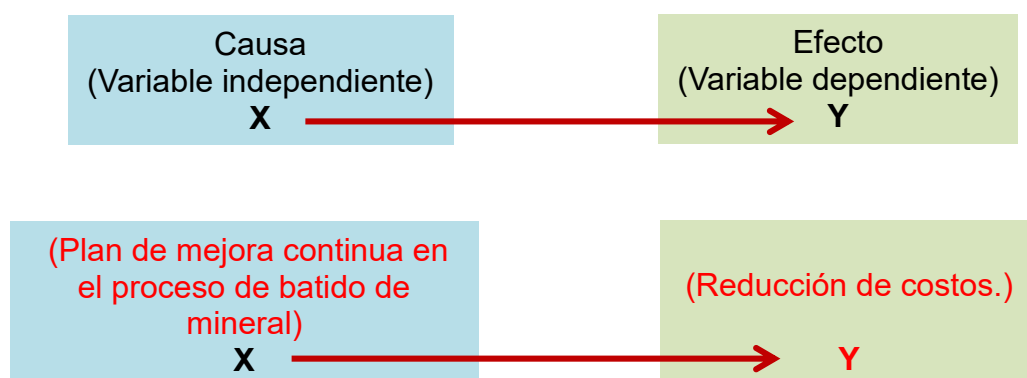 Causa
(Variable independiente)
X
Efecto
(Variable dependiente)
Y
(Plan de mejora continua en
el proceso de batido de
mineral)
X
(Reducción de costos.)
Y